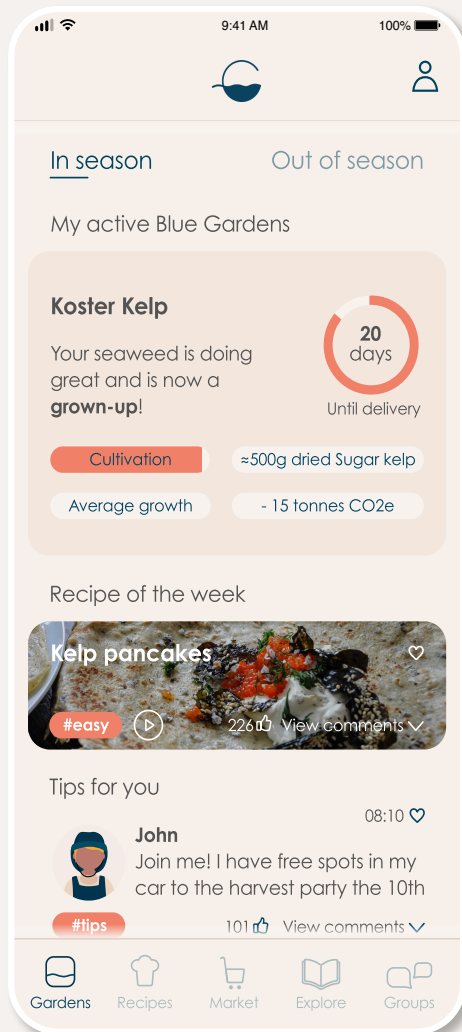 9:41 AM
100%
In season
Out of season
My active Blue Gardens
Koster Kelp
Your seaweed is doing
great and is now a
grown-up!
20
days
Until delivery
Cultivation
≈500g dried Sugar kelp
Average growth
- 15 tonnes CO2e
Recipe of the week
Kelp pancakes
#easy
226
View comments
Tips for you
08:10
John
Join me! I have free spots in my
car to the harvest party the 10th
#tips
101
View comments
Gardens
Recipes
Market
Explore
Groups